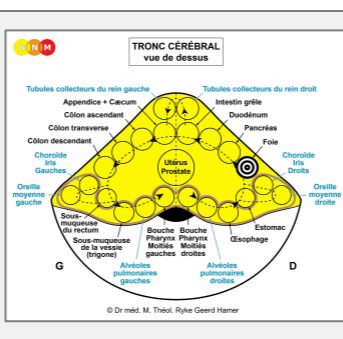 G N M
TRONC CÉRÉBRAL
vue de dessus
Tubules collecteurs du rein gauche
Tubules collecteurs du rein droit
Appendice + Cæcum
Côlon ascendant
Côlon transverse
Côlon descendant
Intestin grêle
Duodénum
Pancréas
Foie
Choroïde
Iris
Gauches
Choroïde
Iris
Droits
Utérus
Prostate
Oreille
moyenne
gauche
Oreille
moyenne
droite
Sous-
muqueuse
du rectum
Sous-muqueuse
de la vessie
(trigone)
Bouche
Pharynx
Moitiés
gauches
Bouche
Pharynx
Moitiés
droites
Estomac
Œsophage
G
D
Alvéoles
pulmonaires
gauches
Alvéoles
pulmonaires
droites
© Dr méd. M. Théol. Ryke Geerd Hamer